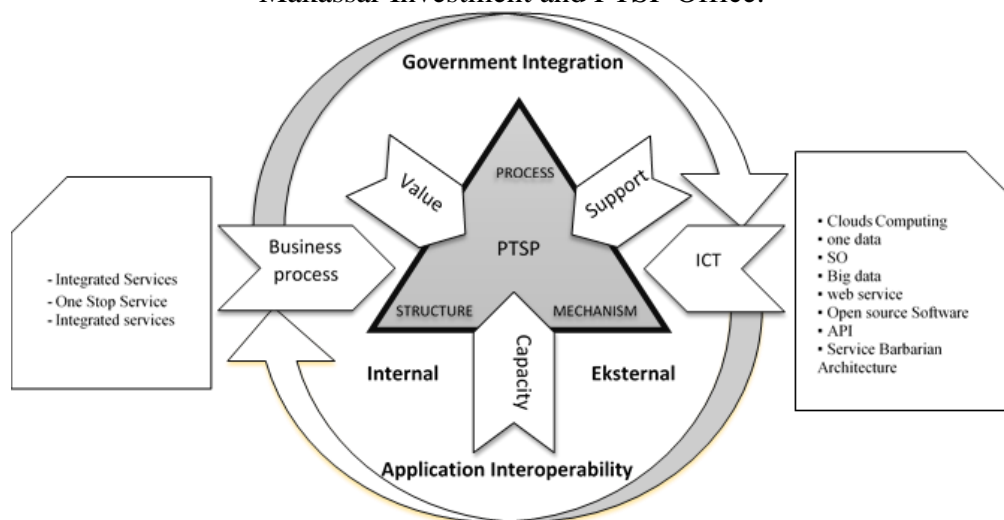 Makassar Investment and PTSP Office.
Government Integration
PROCESS
Value
Support
PTSP
STRUCTURE
MECHANISM
Capacity
Business
process
ICT
Internal
Eksternal
Application Interoperability
- Integrated Services
- One Stop Service
- Integrated services
▪ Clouds Computing
▪ one data
▪ SO
▪ Big data
▪ web service
▪ Open source Software
▪ API
▪ Service Barbarian
Architecture